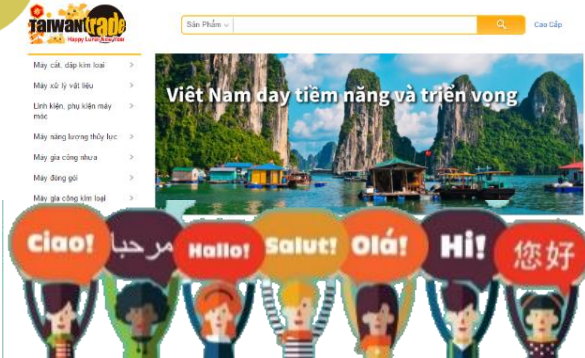 Taiwantrade
Happy Lunar New Year
Sản Phẩm
Cao Cấp
Máy cắt, dập kim loại
Máy xử lý vật liệu
Linh kiện, phụ kiện máy
móc
Máy năng lượng thủy lực
Máy gia công nhựa
Máy đóng gói
Máy gia công kim loại
Việt Nam day tiềm năng và triển vong
Ciao!
مرحبا
Hallo!
Salut!
Olá!
Hi!
您好